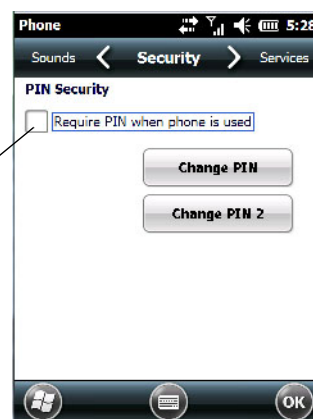 Phone 5:28
Sounds Security Services
PIN Security
Require PIN when phone is used
Change PIN
Change PIN 2
OK